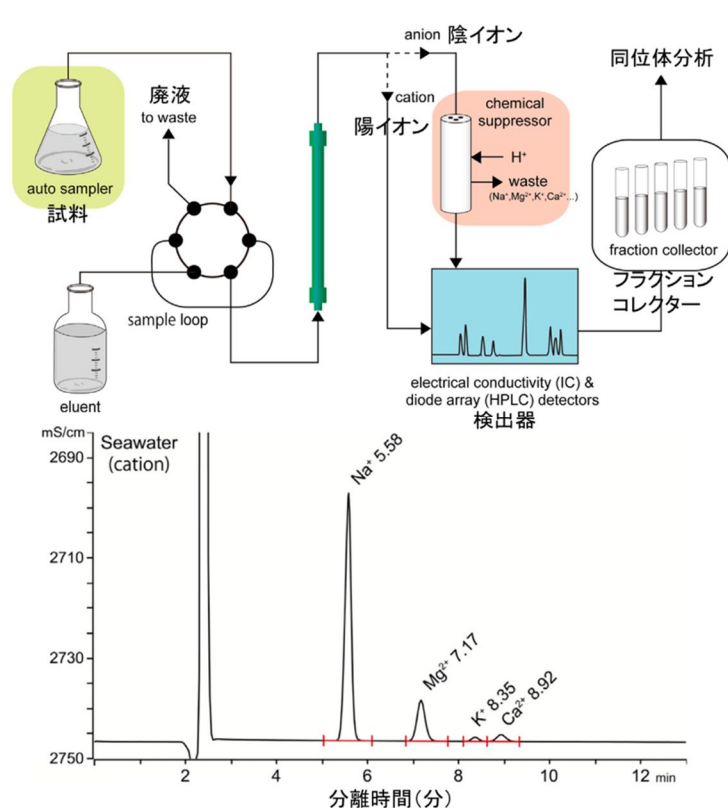 anion 陰イオン
同位体分析
廃液
to waste
cation
陽イオン
chemical
suppressor
H⁺
waste
(Na⁺,Mg²⁺,K⁺,Ca²⁺...)
auto sampler
試料
fraction collector
フラクション
コレクター
sample loop
eluent
electrical conductivity (IC) &
diode array (HPLC) detectors
検出器
mS/cm
Seawater
(cation)
2690
2710
2730
2750
Na⁺ 5.58
Mg²⁺ 7.17
K⁺ 8.35
Ca²⁺ 8.92
2 4 6 8 10 12 min
分離時間(分)